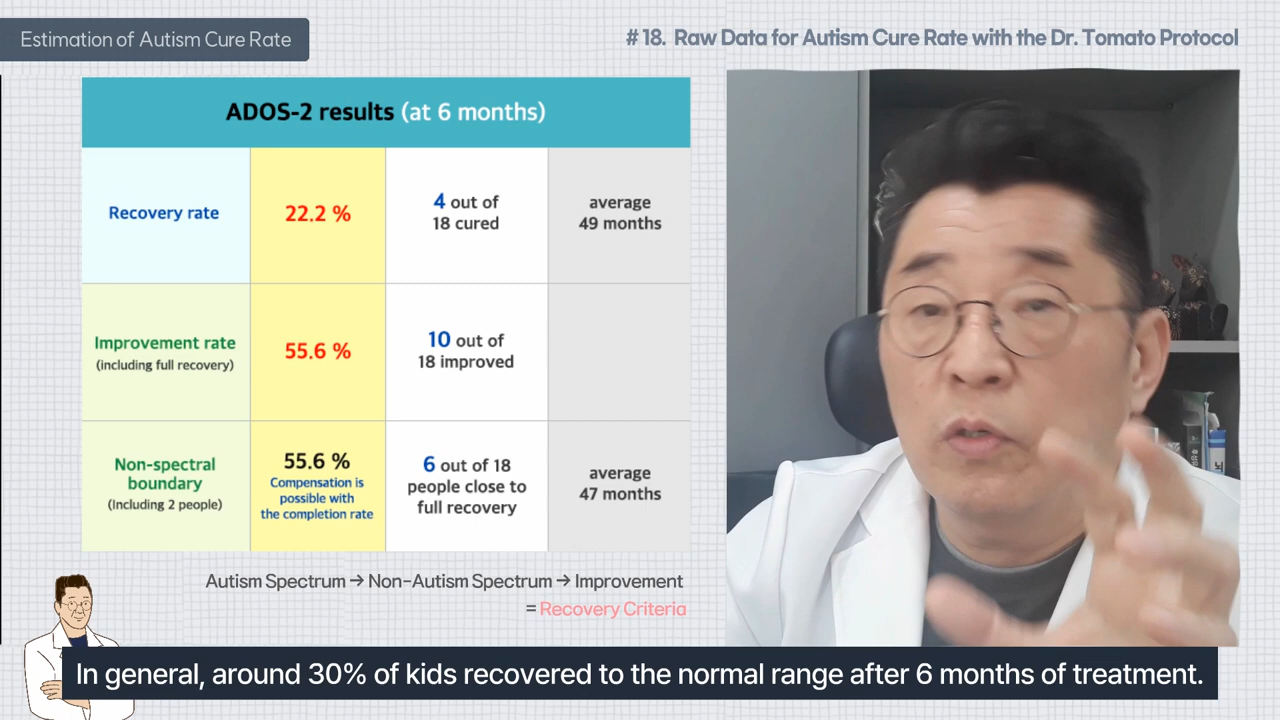 Estimation of Autism Cure Rate
# 18. Raw Data for Autism Cure Rate with the Dr. Tomato Protocol
ADOS-2 results (at 6 months)
Recovery rate
22.2 %
4 out of
18 cured
average
49 months
Improvement rate
(including full recovery)
55.6 %
10 out of
18 improved
Non-spectral
boundary
(Including 2 people)
55.6 %
Compensation is
possible with
the completion rate
6 out of 18
people close to
full recovery
average
47 months
Autism Spectrum → Non-Autism Spectrum → Improvement
= Recovery Criteria
In general, around 30% of kids recovered to the normal range after 6 months of treatment.